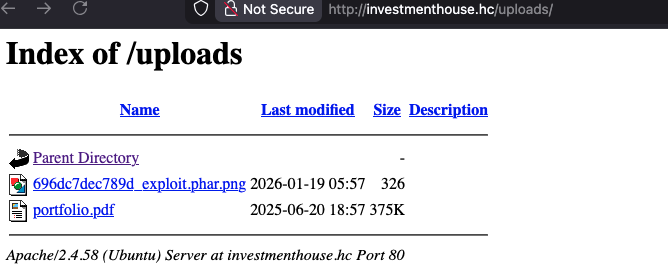 Not Secure http://investmenthouse.hc/uploads/
Index of /uploads
Name Last modified Size Description
Parent Directory -
696dc7dec789d_exploit.phar.png 2026-01-19 05:57 326
portfolio.pdf 2025-06-20 18:57 375K
Apache/2.4.58 (Ubuntu) Server at investmenthouse.hc Port 80